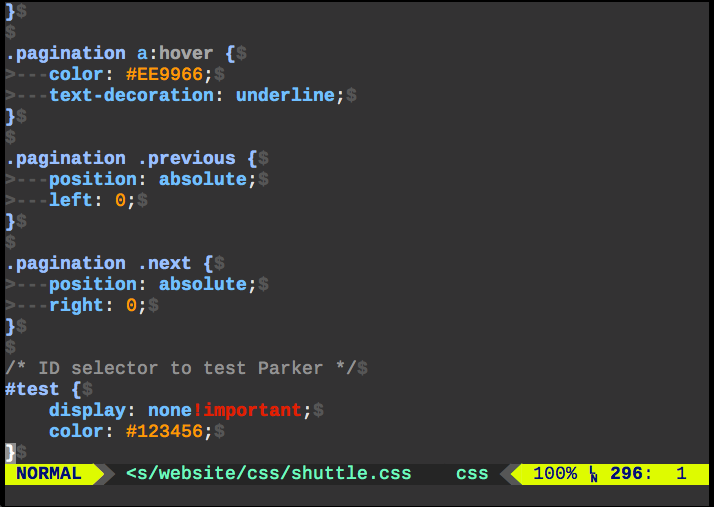 }$
$
.pagination a:hover {$
>---color: #EE9966;$
>---text-decoration: underline;$
}$
$
.pagination .previous {$
>---position: absolute;$
>---left: 0;$
}$
$
.pagination .next {$
>---position: absolute;$
>---right: 0;$
}$
$
/* ID selector to test Parker */$
#test {$
    display: none!important;$
    color: #123456;$
}$
NORMAL <s/website/css/shuttle.css css 100% LN 296: 1